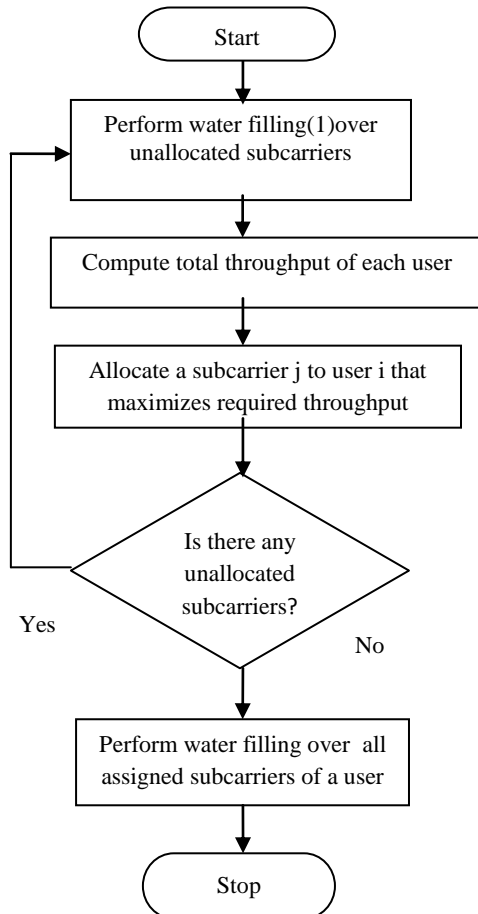 Start
Perform water filling(1)over
unallocated subcarriers
Compute total throughput of each user
Allocate a subcarrier j to user i that
maximizes required throughput
Is there any
unallocated
subcarriers?
Yes
No
Perform water filling over all
assigned subcarriers of a user
Stop